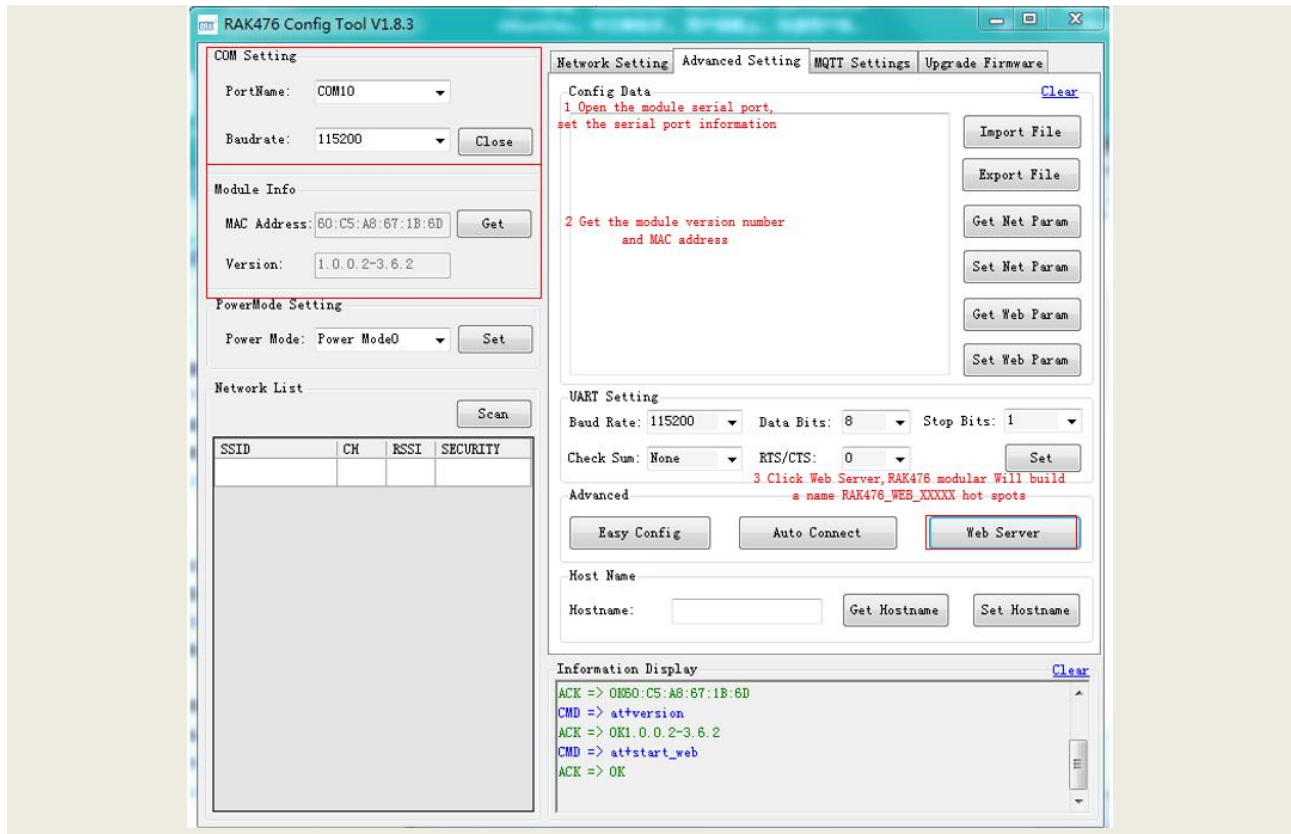 RAK476 Config Tool V1.8.3
COM Setting
PortName: COM10
Baudrate: 115200 Close
Module Info
MAC Address: 60:C5:A8:67:1B:6D Get
Version: 1.0.0.2-3.6.2
PowerMode Setting
Power Mode: Power Mode0 Set
Network List
Scan
SSID CH RSSI SECURITY
Network Setting Advanced Setting MQTT Settings Upgrade Firmware
Config Data Clear
1 Open the module serial port,
set the serial port information
Import File
Export File
2 Get the module version number
and MAC address
Get Net Param
Set Net Param
Get Web Param
Set Web Param
UART Setting
Baud Rate: 115200 Data Bits: 8 Stop Bits: 1
Check Sum: None RTS/CTS: 0 Set
3 Click Web Server,RAK476 modular Will build
a name RAK476_WEB_XXXXX hot spots
Advanced
Easy Config Auto Connect Web Server
Host Name
Hostname: Get Hostname Set Hostname
Information Display Clear
ACK => OK60:C5:A8:67:1B:6D
CMD => at+version
ACK => OK1.0.0.2-3.6.2
CMD => at+start_web
ACK => OK